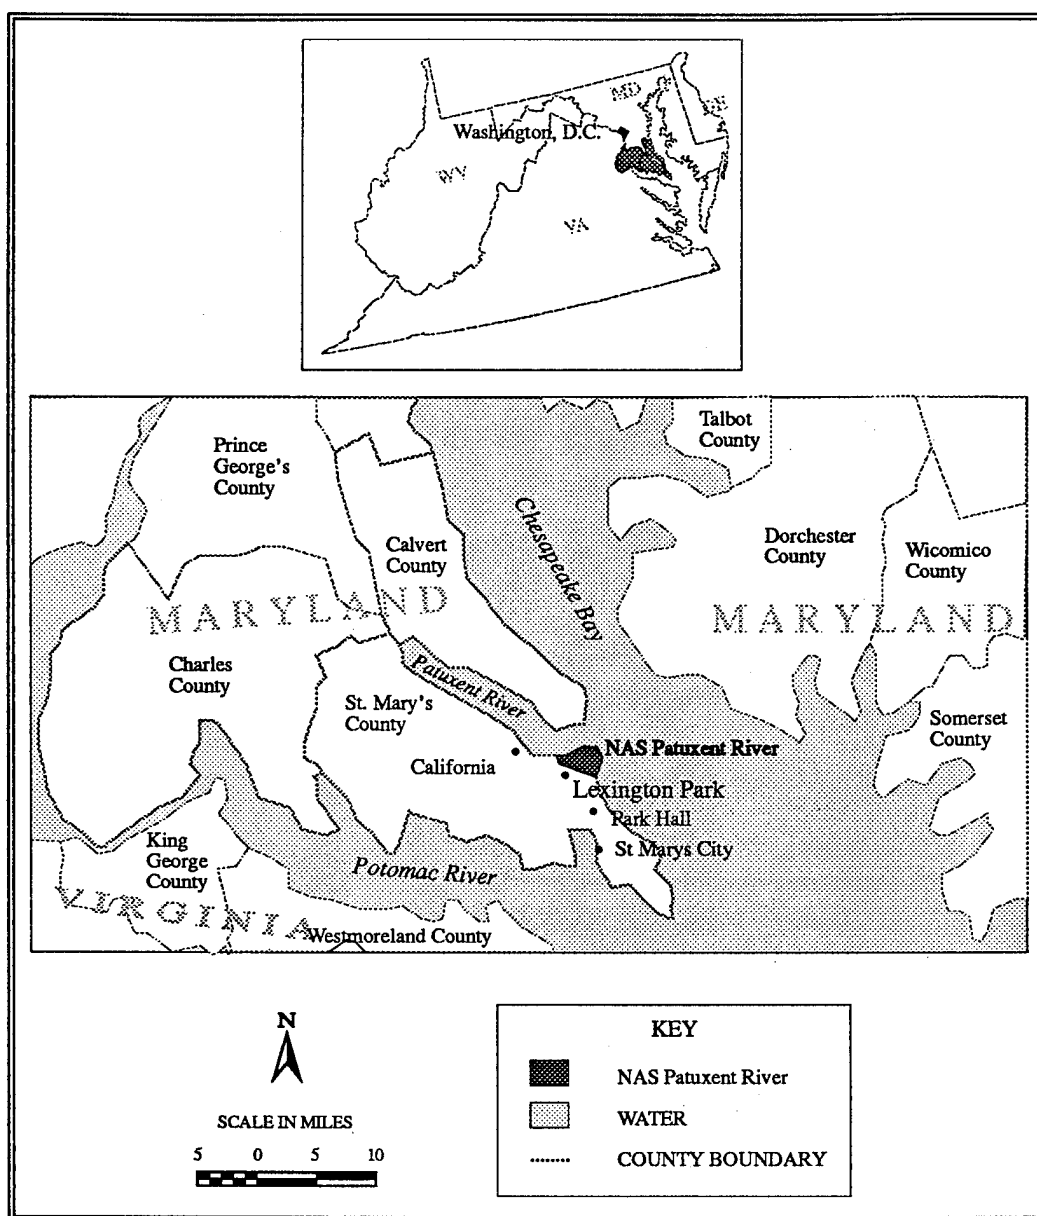 MD
DE
Washington, D.C.
WV
VA
Talbot
County
Prince
George's
County
Chesapeake Bay
Dorchester
County
Calvert
County
Wicomico
County
MARYLAND
MARYLAND
Charles
County
Patuxent River
St. Mary's
County
Somerset
County
NAS Patuxent River
California
Lexington Park
Park Hall
St Marys City
King
George
County
Potomac River
VIRGINIA
Westmoreland County
N
SCALE IN MILES
5 0 5 10
KEY
NAS Patuxent River
WATER
COUNTY BOUNDARY